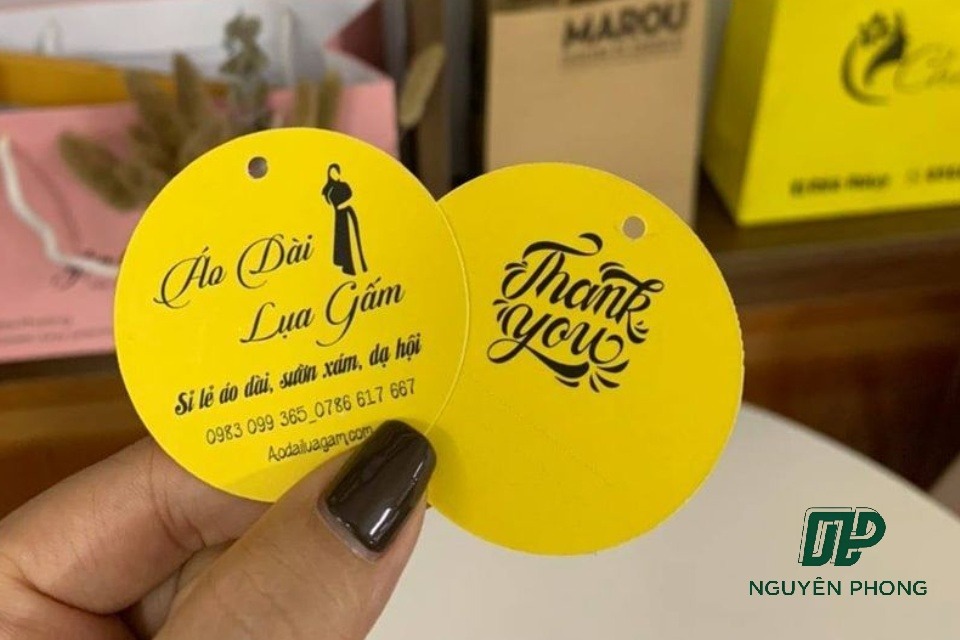 MAROU
Áo Dài
Lụa Gấm
Sỉ lẻ áo dài, sườn xám, dạ hội
0983 099 365_0786 617 667
Aodailuagam.com
Thank
you
NGUYÊN PHONG